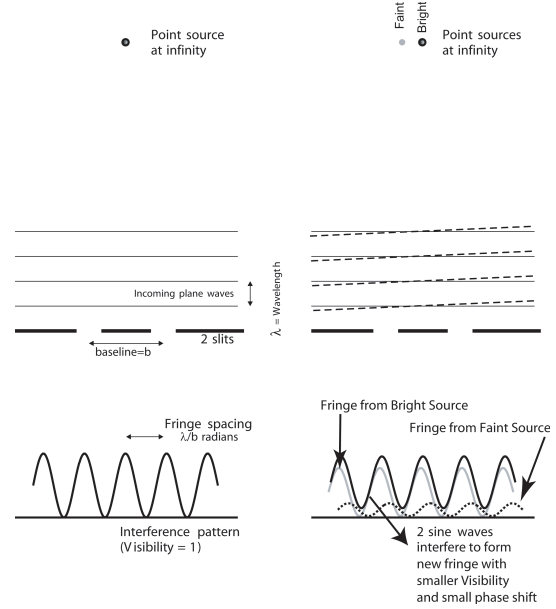 Point source
at infinity
Faint
Bright
Point sources
at infinity
Incoming plane waves
λ = Wavelength
2 slits
baseline=b
Fringe spacing
λ/b radians
Interference pattern
(Visibility = 1)
Fringe from Bright Source
Fringe from Faint Source
2 sine waves
interfere to form
new fringe with
smaller Visibility
and small phase shift